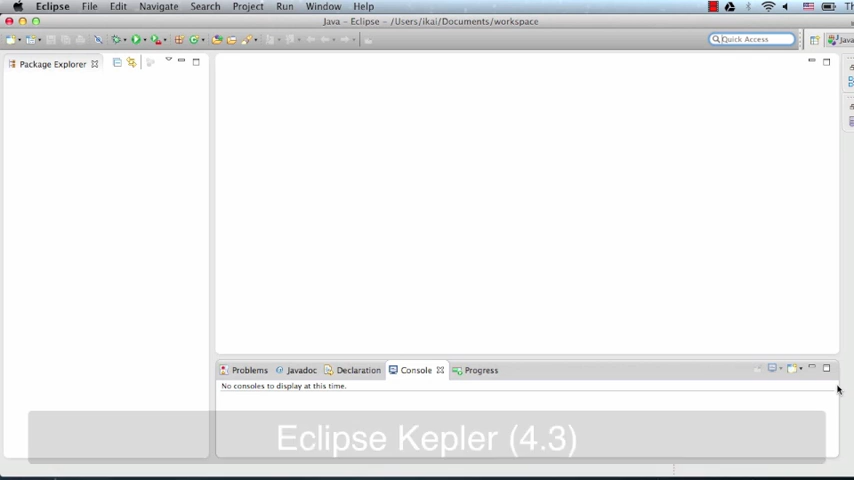 Eclipse File Edit Navigate Search Project Run Window Help
Java - Eclipse - /Users/ikai/Documents/workspace
Quick Access
Java
Package Explorer
Problems Javadoc Declaration Console Progress
No consoles to display at this time.
Eclipse Kepler (4.3)